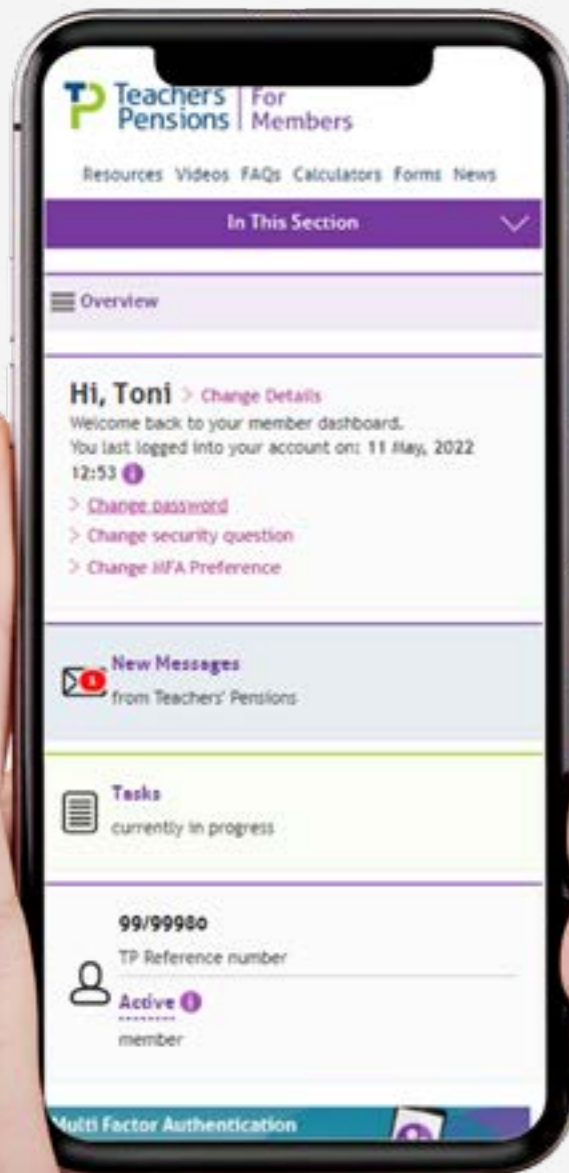 TP Teachers Pensions | For Members
Resources Videos FAQs Calculators Forms News
In This Section
Overview
Hi, Toni > Change Details
Welcome back to your member dashboard.
You last logged into your account on: 11 May, 2022
12:53 i
> Change password
> Change security question
> Change MFA Preference
New Messages
from Teachers' Pensions
Tasks
currently in progress
99/99980
TP Reference number
Active i
member
Multi Factor Authentication